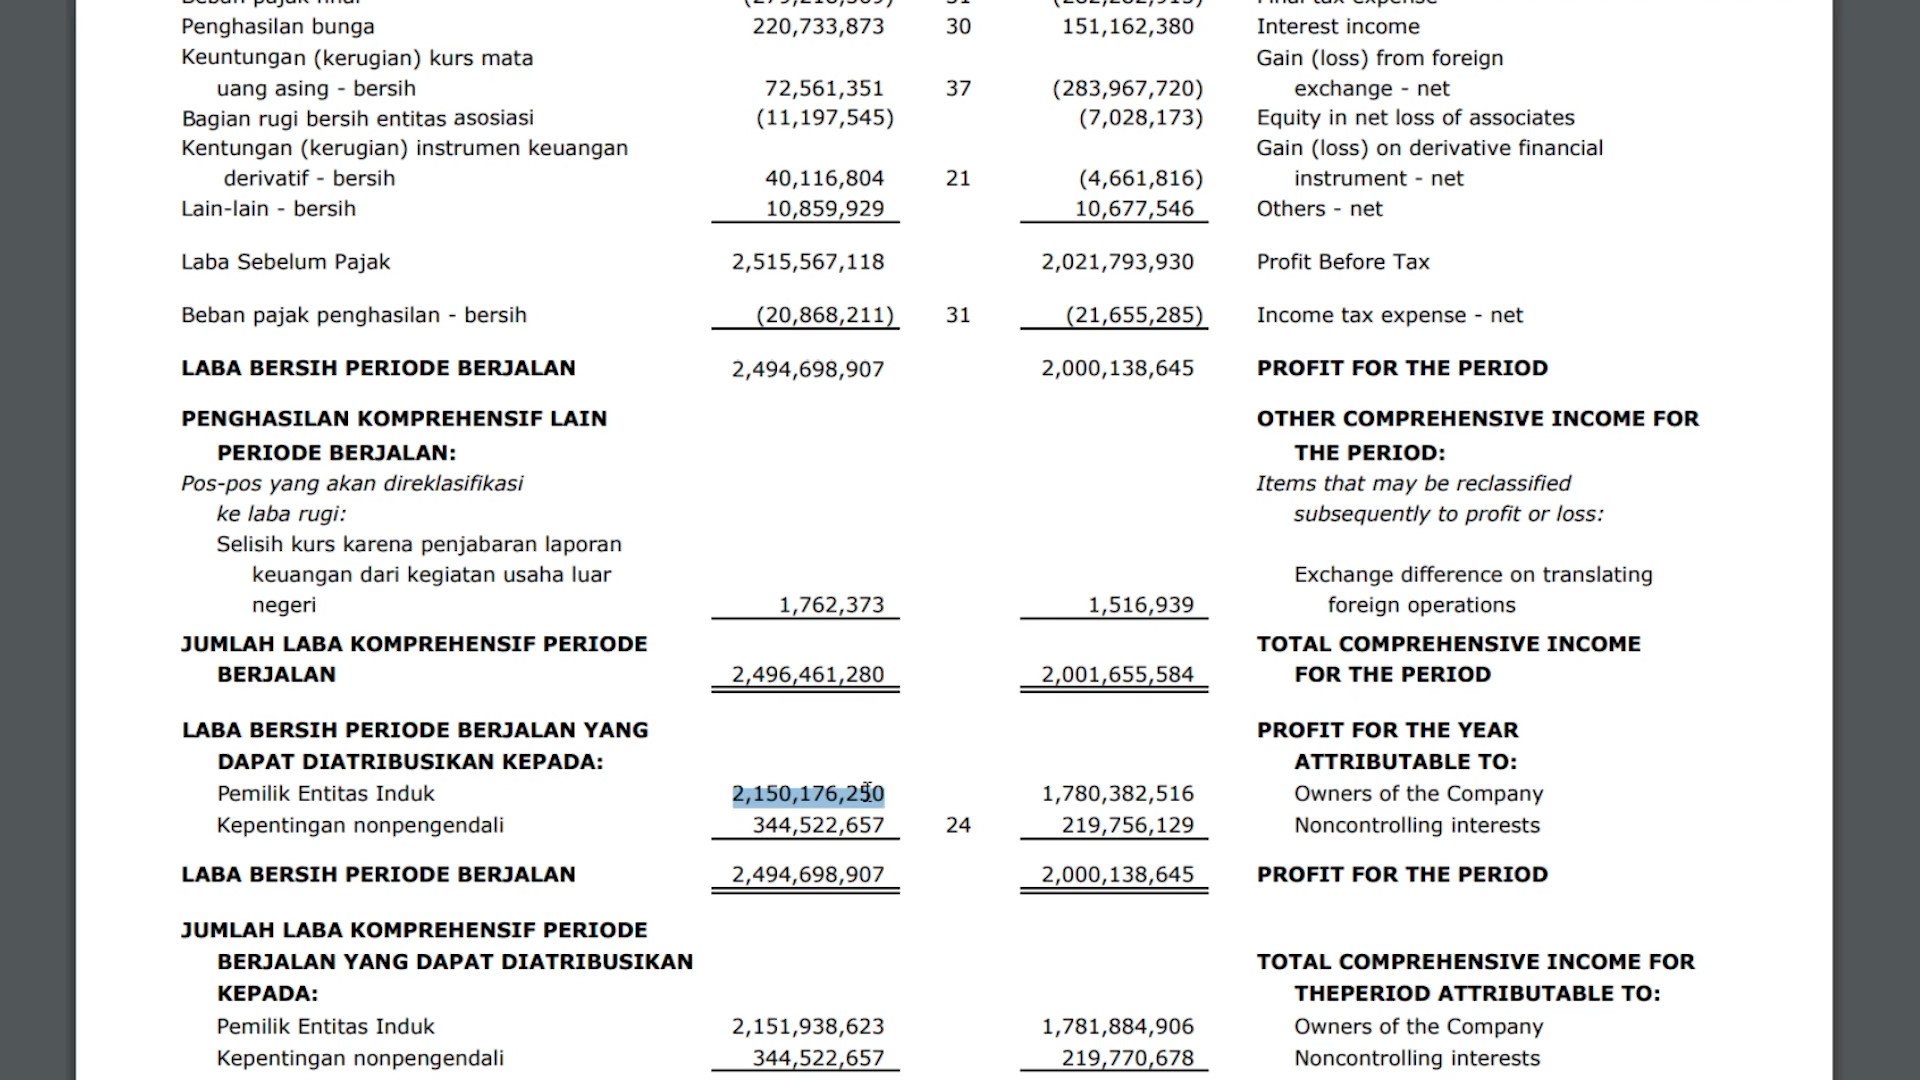 Penghasilan bunga 220,733,873 30 151,162,380 Interest income
Keuntungan (kerugian) kurs mata Gain (loss) from foreign
uang asing - bersih 72,561,351 37 (283,967,720) exchange - net
Bagian rugi bersih entitas asosiasi (11,197,545) (7,028,173) Equity in net loss of associates
Kentungan (kerugian) instrumen keuangan Gain (loss) on derivative financial
derivatif - bersih 40,116,804 21 (4,661,816) instrument - net
Lain-lain - bersih 10,859,929 10,677,546 Others - net
Laba Sebelum Pajak 2,515,567,118 2,021,793,930 Profit Before Tax
Beban pajak penghasilan - bersih (20,868,211) 31 (21,655,285) Income tax expense - net
LABA BERSIH PERIODE BERJALAN 2,494,698,907 2,000,138,645 PROFIT FOR THE PERIOD
PENGHASILAN KOMPREHENSIF LAIN OTHER COMPREHENSIVE INCOME FOR
PERIODE BERJALAN: THE PERIOD:
Pos-pos yang akan direklasifikasi Items that may be reclassified
ke laba rugi: subsequently to profit or loss:
Selisih kurs karena penjabaran laporan
keuangan dari kegiatan usaha luar Exchange difference on translating
negeri 1,762,373 1,516,939 foreign operations
JUMLAH LABA KOMPREHENSIF PERIODE TOTAL COMPREHENSIVE INCOME
BERJALAN 2,496,461,280 2,001,655,584 FOR THE PERIOD
LABA BERSIH PERIODE BERJALAN YANG PROFIT FOR THE YEAR
DAPAT DIATRIBUSIKAN KEPADA: ATTRIBUTABLE TO:
Pemilik Entitas Induk 2,150,176,250 1,780,382,516 Owners of the Company
Kepentingan nonpengendali 344,522,657 24 219,756,129 Noncontrolling interests
LABA BERSIH PERIODE BERJALAN 2,494,698,907 2,000,138,645 PROFIT FOR THE PERIOD
JUMLAH LABA KOMPREHENSIF PERIODE
BERJALAN YANG DAPAT DIATRIBUSIKAN TOTAL COMPREHENSIVE INCOME FOR
KEPADA: THEPERIOD ATTRIBUTABLE TO:
Pemilik Entitas Induk 2,151,938,623 1,781,884,906 Owners of the Company
Kepentingan nonpengendali 344,522,657 219,770,678 Noncontrolling interests